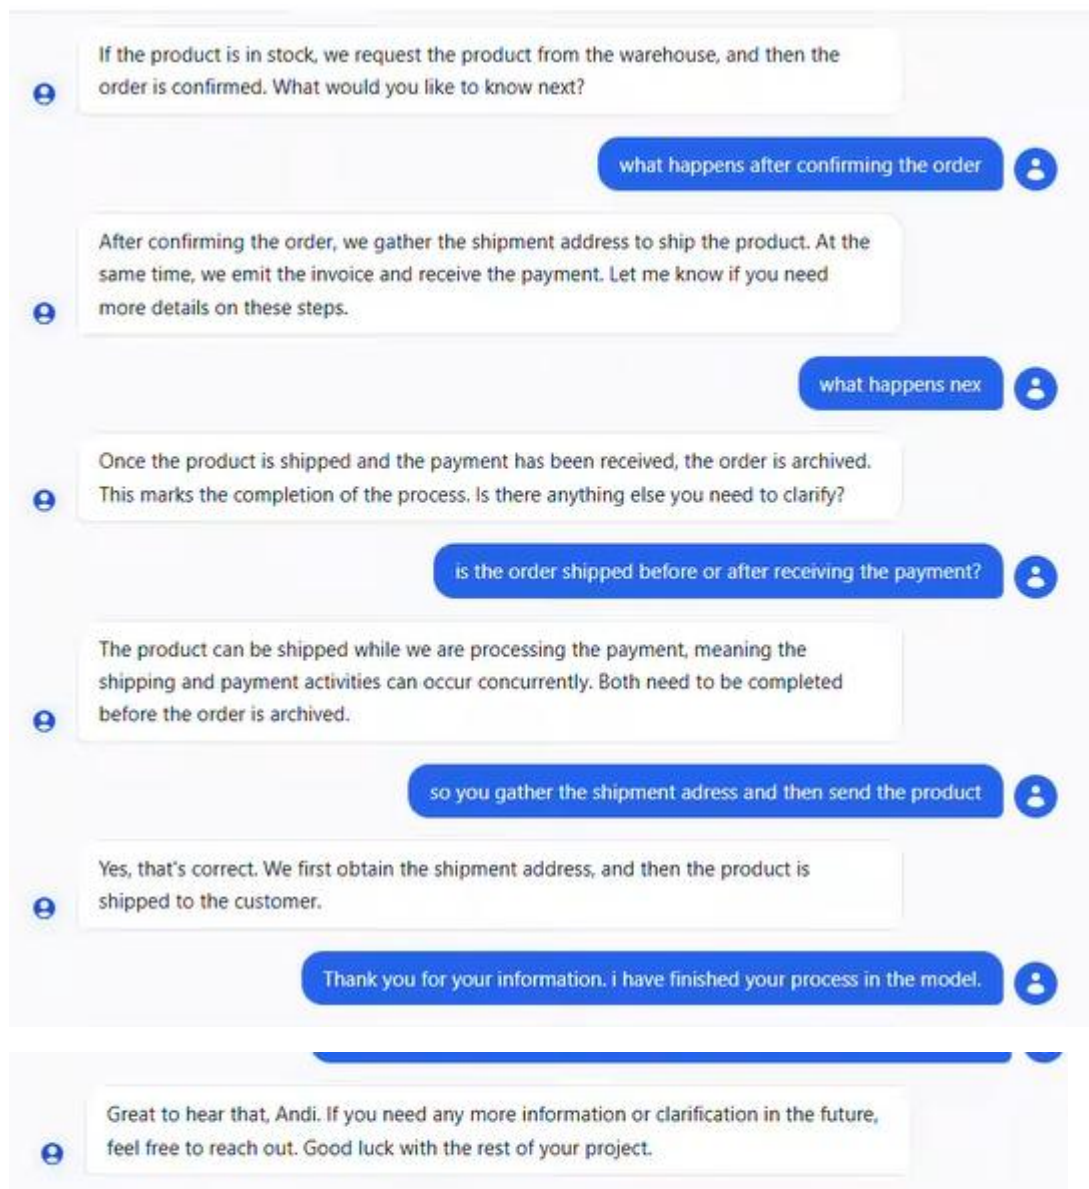 If the product is in stock, we request the product from the warehouse, and then the
order is confirmed. What would you like to know next?
what happens after confirming the order
After confirming the order, we gather the shipment address to ship the product. At the
same time, we emit the invoice and receive the payment. Let me know if you need
more details on these steps.
what happens nex
Once the product is shipped and the payment has been received, the order is archived.
This marks the completion of the process. Is there anything else you need to clarify?
is the order shipped before or after receiving the payment?
The product can be shipped while we are processing the payment, meaning the
shipping and payment activities can occur concurrently. Both need to be completed
before the order is archived.
so you gather the shipment adress and then send the product
Yes, that's correct. We first obtain the shipment address, and then the product is
shipped to the customer.
Thank you for your information. i have finished your process in the model.
Great to hear that, Andi. If you need any more information or clarification in the future,
feel free to reach out. Good luck with the rest of your project.